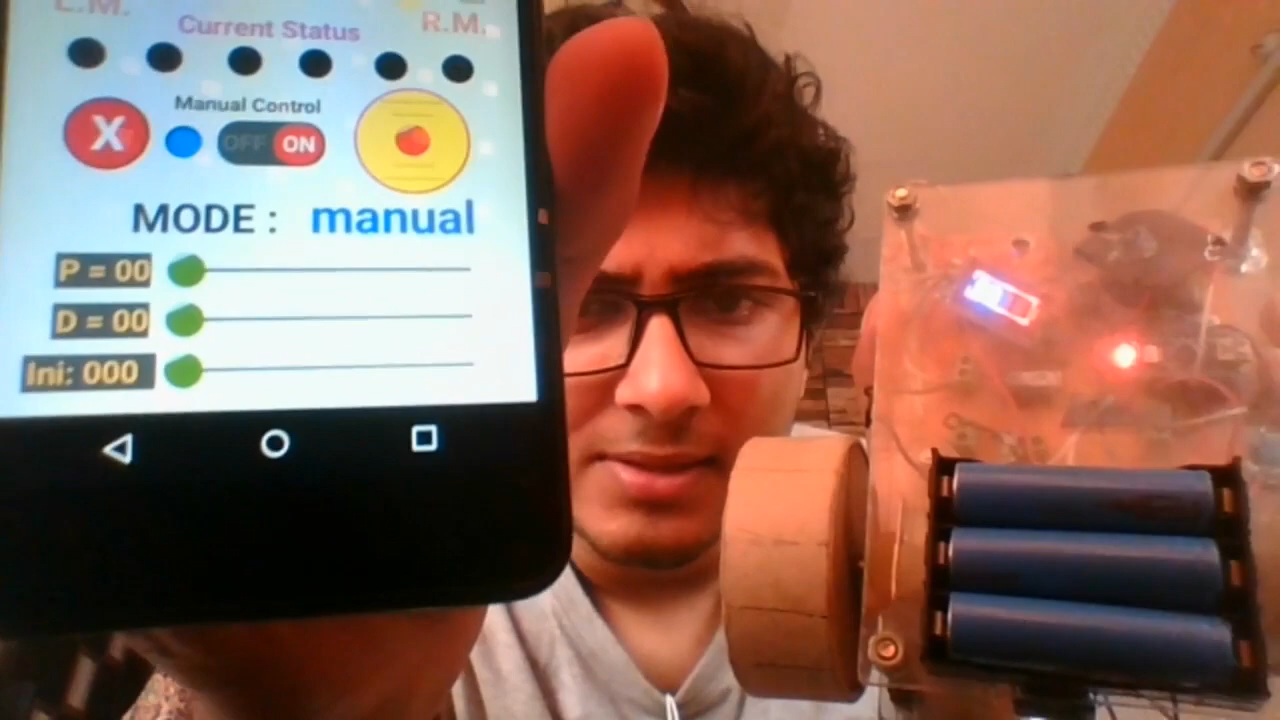 L.M.
R.M.
Current Status
Manual Control
X
OFF ON
MODE : manual
P = 00
D = 00
Ini: 000